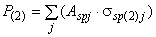 P(2) = ∑j (Aspj · σsp(2)j)